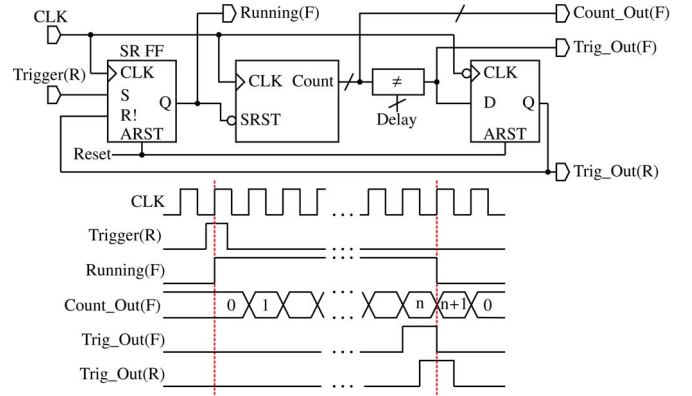 CLK
Running(F)
Count_Out(F)
SR FF
Trig_Out(F)
Trigger(R)
CLK
S
R!
Q
ARST
CLK
Count
SRST
≠
Delay
CLK
D
Q
ARST
Reset
Trig_Out(R)
CLK
Trigger(R)
Running(F)
Count_Out(F)
0
1
n
n+1
0
Trig_Out(F)
Trig_Out(R)